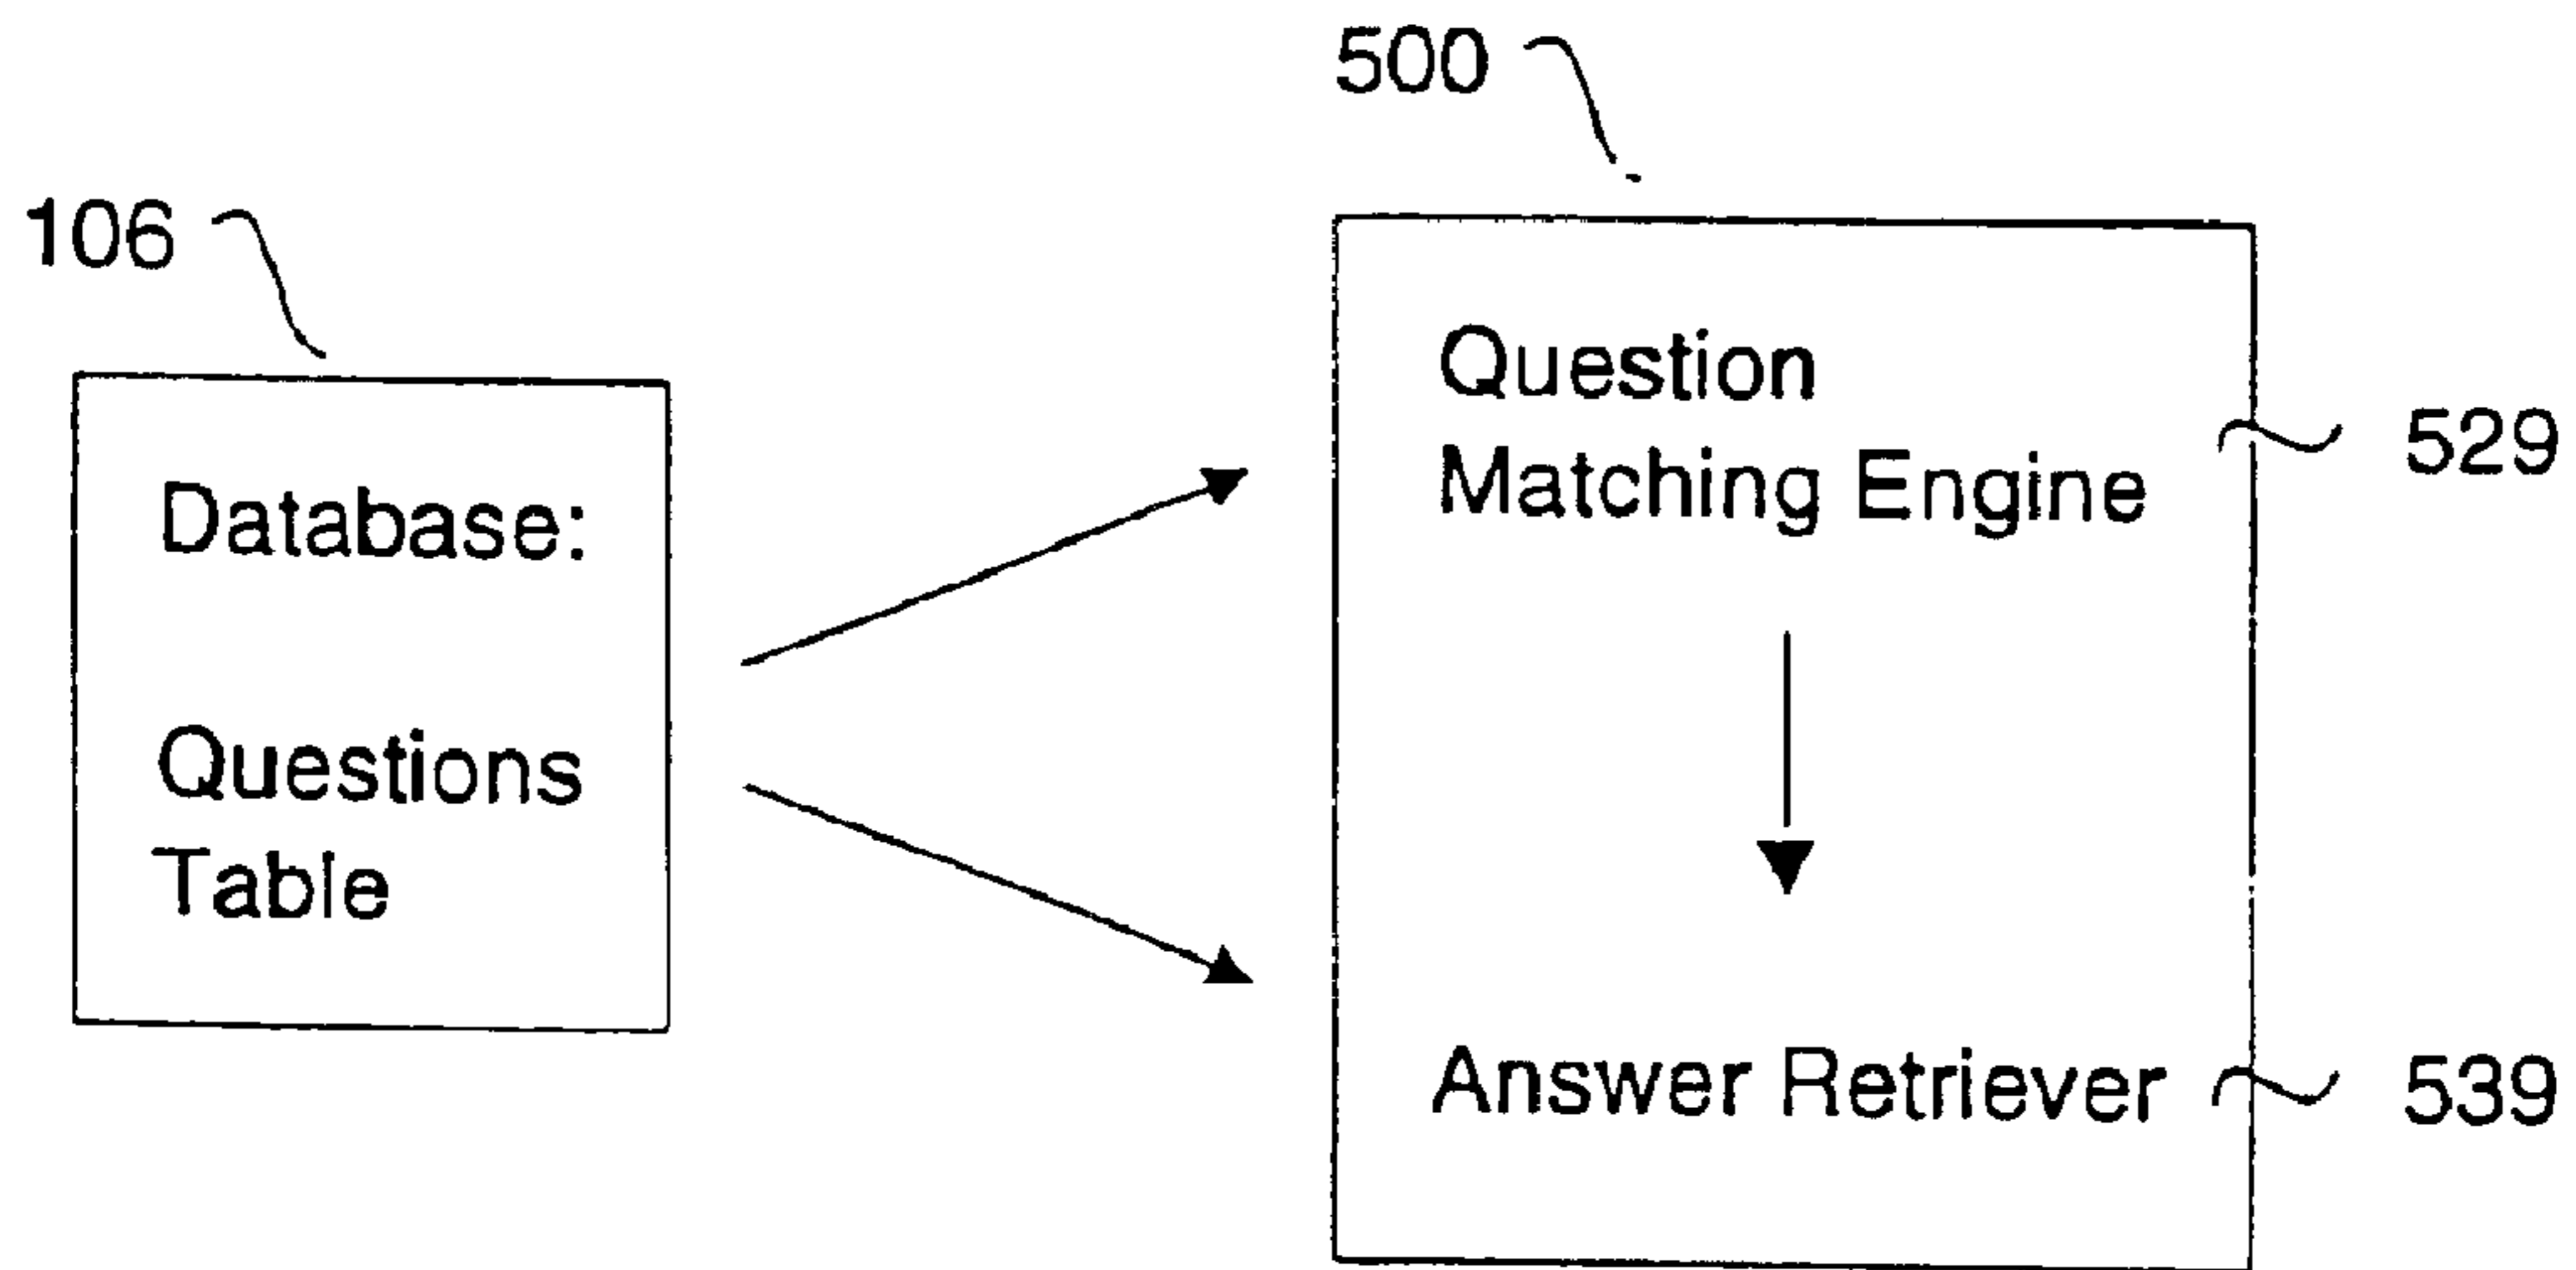 500
106
Question
Matching Engine
529
Database:
Questions
Table
Answer Retriever
539